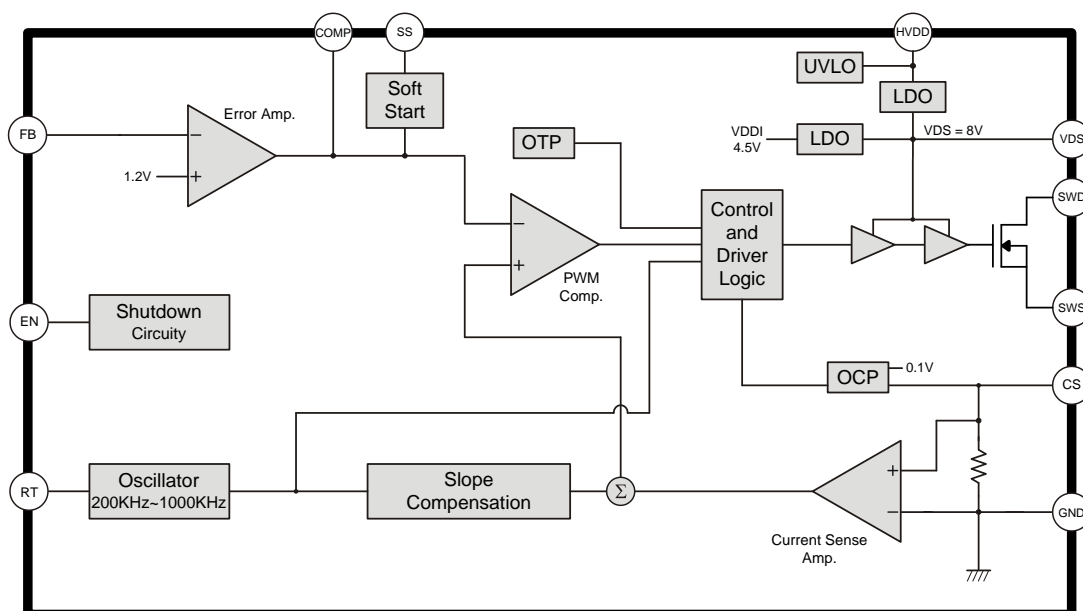 COMP
SS
HVDD
UVLO
LDO
Soft
Start
Error Amp.
FB
−
+
1.2V
OTP
VDDI
4.5V
LDO
VDS = 8V
VDS
SWD
Control
and
Driver
Logic
−
+
PWM
Comp.
EN
Shutdown
Circuity
SWS
OCP
0.1V
CS
RT
Oscillator
200KHz~1000KHz
Slope
Compensation
Σ
+
−
Current Sense
Amp.
GND